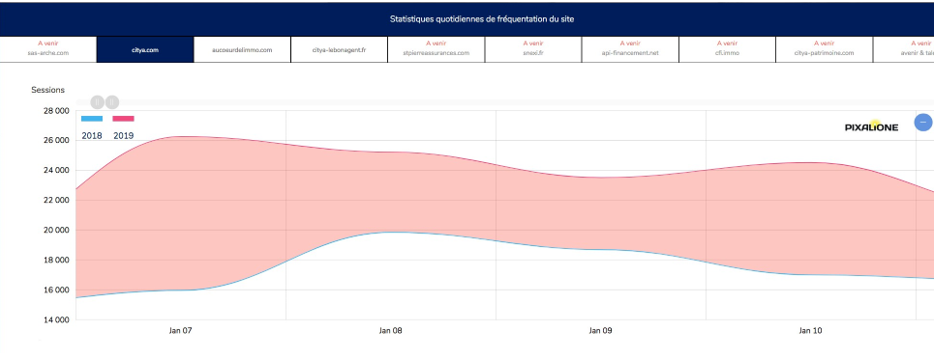 Statistiques quotidiennes de fréquentation du site
A venir
sas-arche.com
citya.com
aucoeurdelimmo.com
citya-lebonagent.fr
A venir
stpierreassurances.com
A venir
snexi.fr
A venir
api-financement.net
A venir
cfi.immo
A venir
citya-patrimoine.com
A venir
avenir & tal
Sessions
28 000
2018 2019
PIXALIONE
26 000
24 000
22 000
20 000
18 000
16 000
14 000
Jan 07 Jan 08 Jan 09 Jan 10